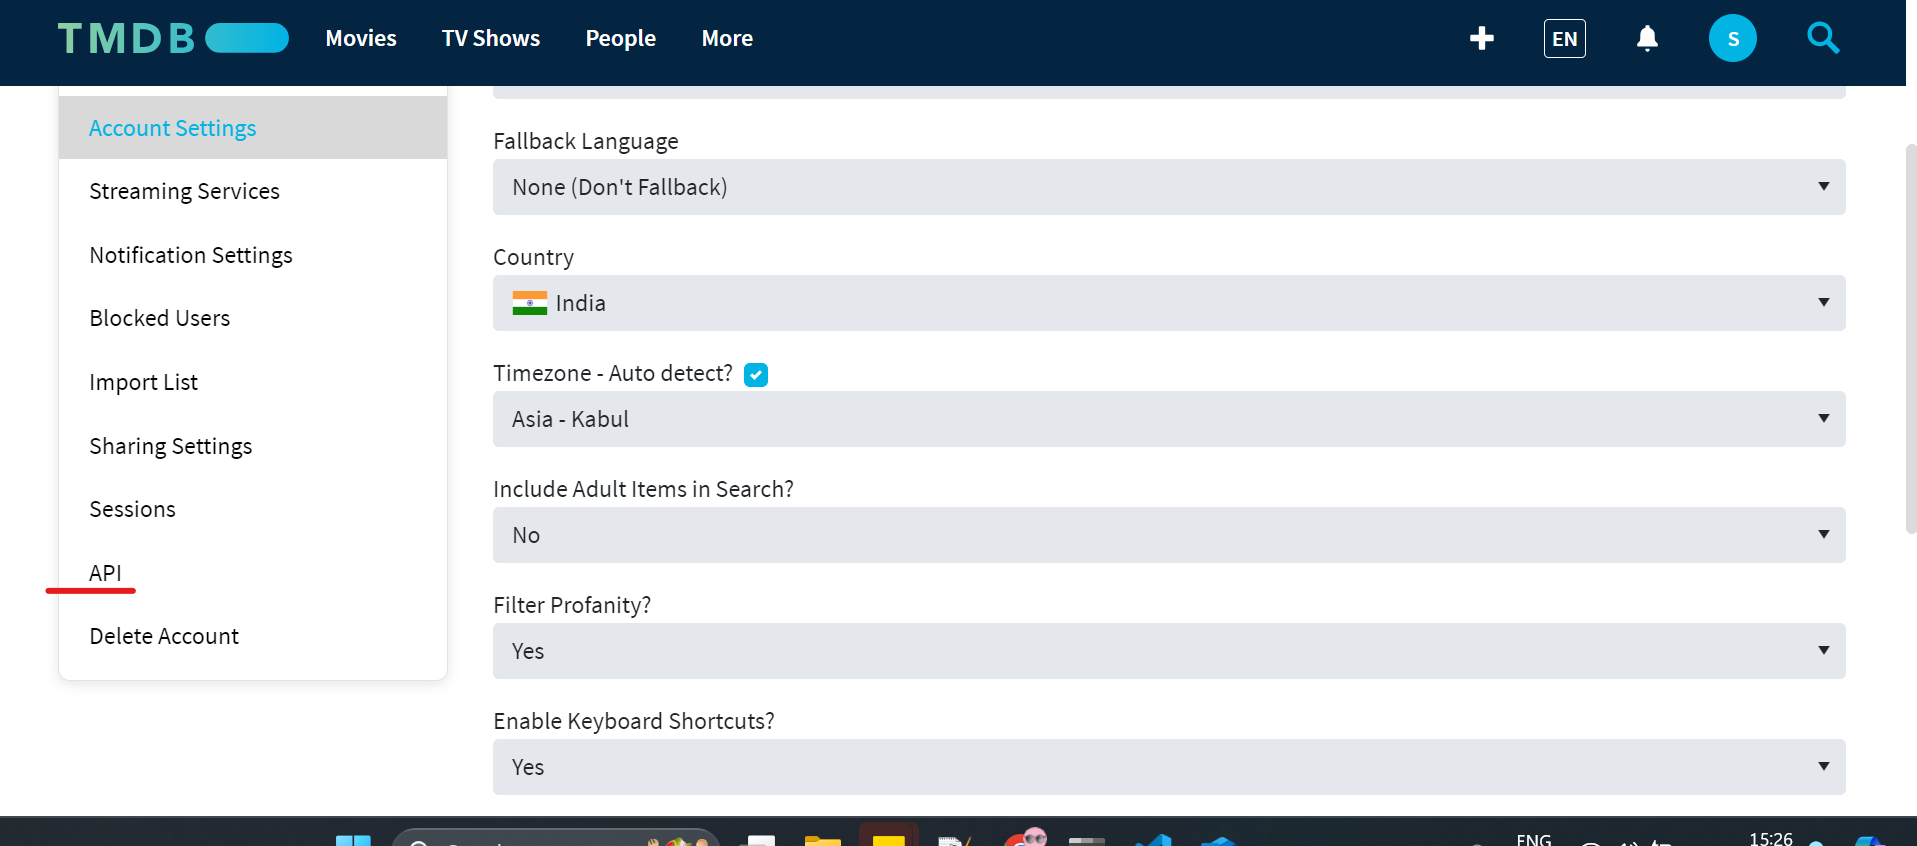 TMDB Movies TV Shows People More EN S
Account Settings
Streaming Services
Notification Settings
Blocked Users
Import List
Sharing Settings
Sessions
API
Delete Account
Fallback Language
None (Don't Fallback)
Country
India
Timezone - Auto detect?
Asia - Kabul
Include Adult Items in Search?
No
Filter Profanity?
Yes
Enable Keyboard Shortcuts?
Yes
ENG
15:26